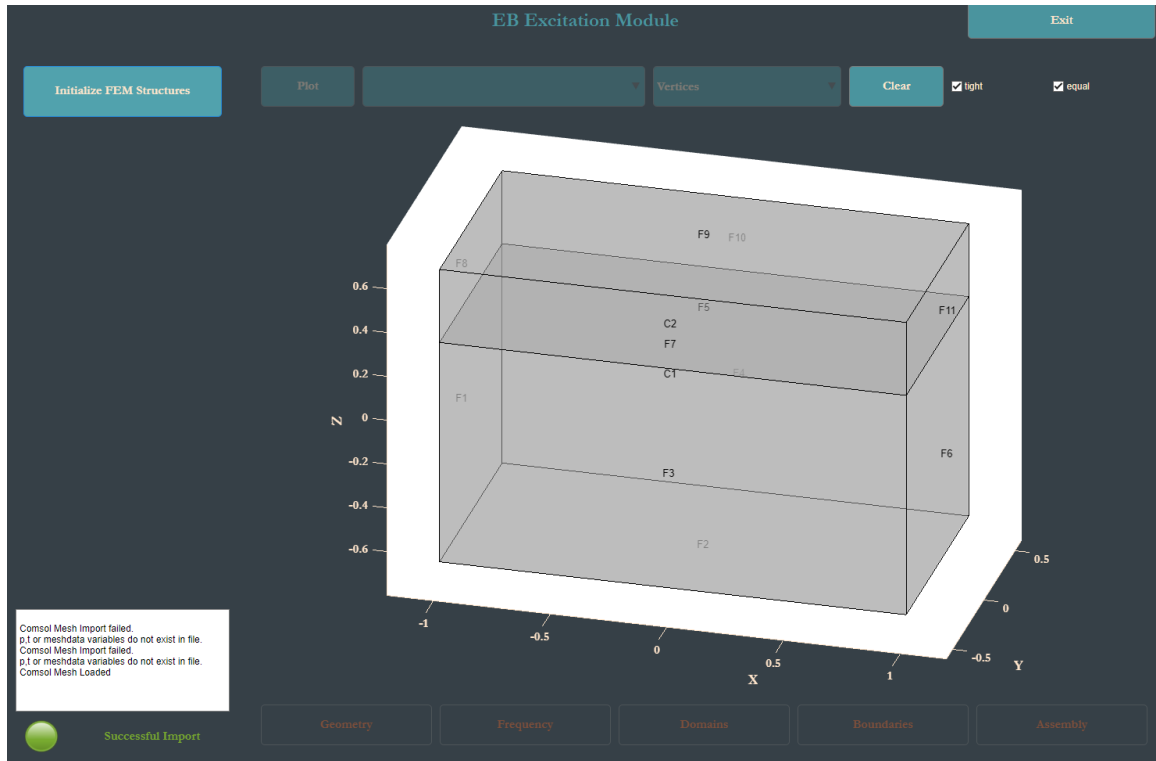 EB Excitation Module
Exit
Initialize FEM Structures
Plot
Vertices
Clear
tight
equal
F9
F10
F8
F5
F11
C2
F7
C1
F4
F1
F6
F3
F2
0.6
0.4
0.2
0
-0.2
-0.4
-0.6
Z
-1
-0.5
0
0.5
1
X
-0.5
0
0.5
Y
Comsol Mesh Import failed.
p,t or meshdata variables do not exist in file.
Comsol Mesh Import failed.
p,t or meshdata variables do not exist in file.
Comsol Mesh Loaded
Successful Import
Geometry
Frequency
Domains
Boundaries
Assembly